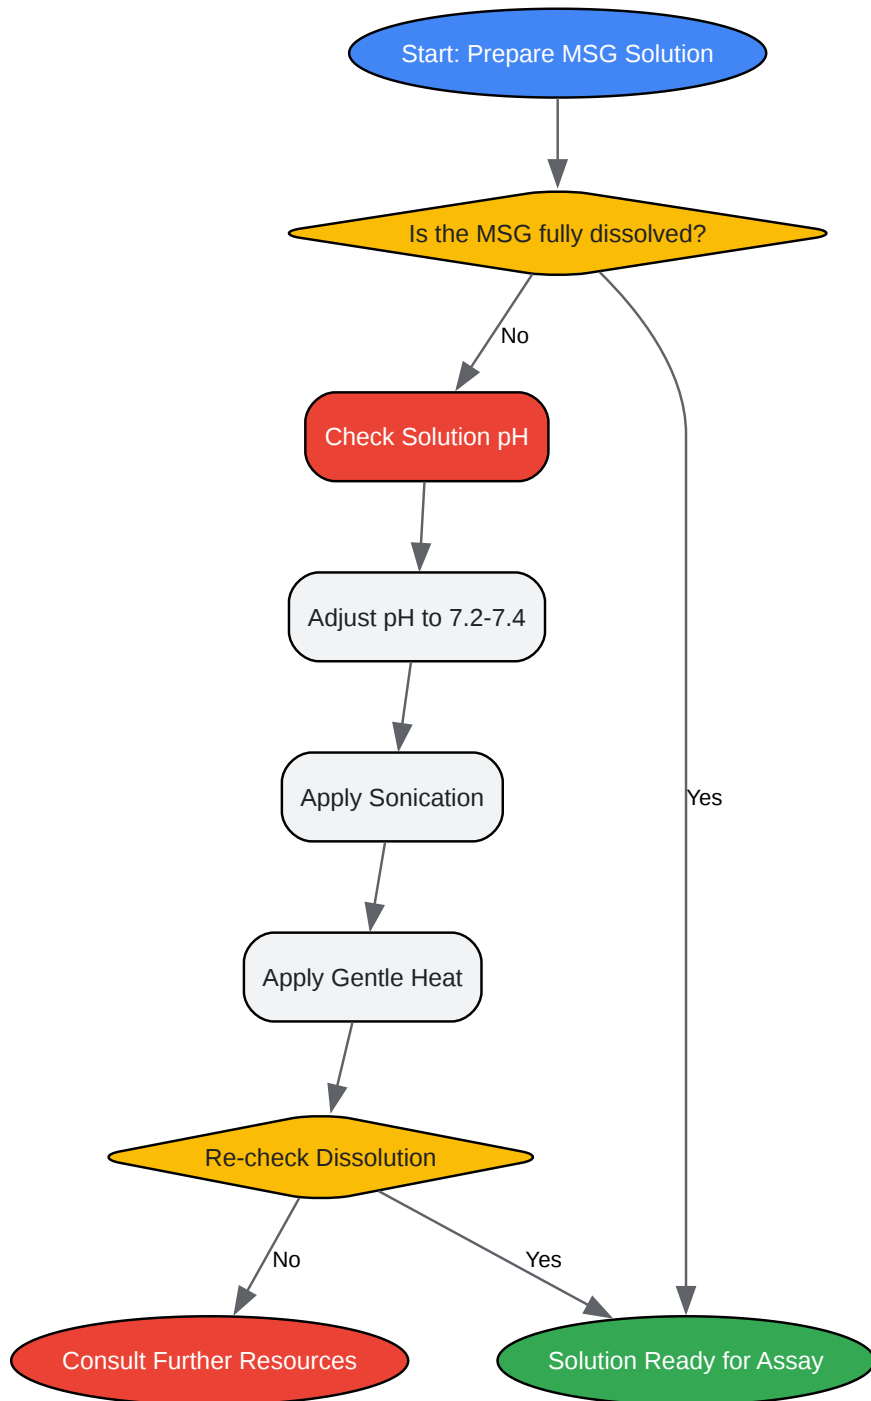 Start: Prepare MSG Solution
Is the MSG fully dissolved?
No
Check Solution pH
Adjust pH to 7.2-7.4
Apply Sonication
Yes
Apply Gentle Heat
Re-check Dissolution
No
Yes
Consult Further Resources
Solution Ready for Assay